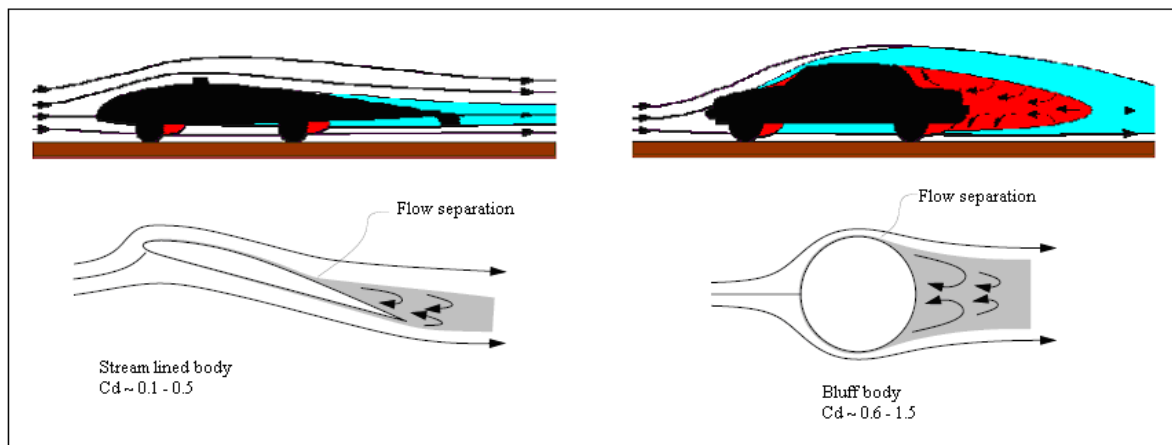 Flow separation
Stream lined body
Cd ~ 0.1 - 0.5
Flow separation
Bluff body
Cd ~ 0.6 - 1.5